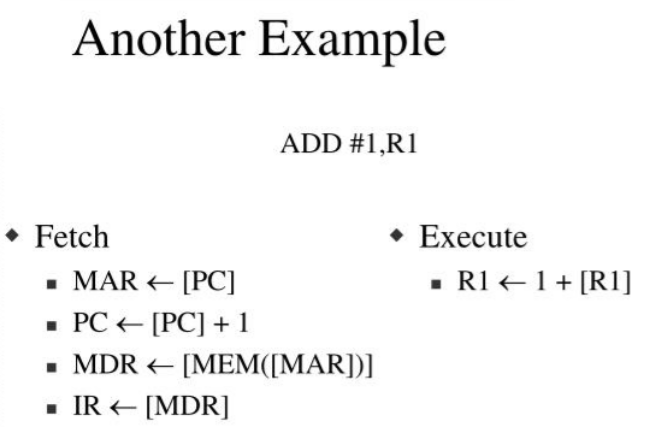 Another Example
ADD #1,R1
◆ Fetch
■ MAR ← [PC]
■ PC ← [PC] + 1
■ MDR ← [MEM([MAR])]
■ IR ← [MDR]
◆ Execute
■ R1 ← 1 + [R1]